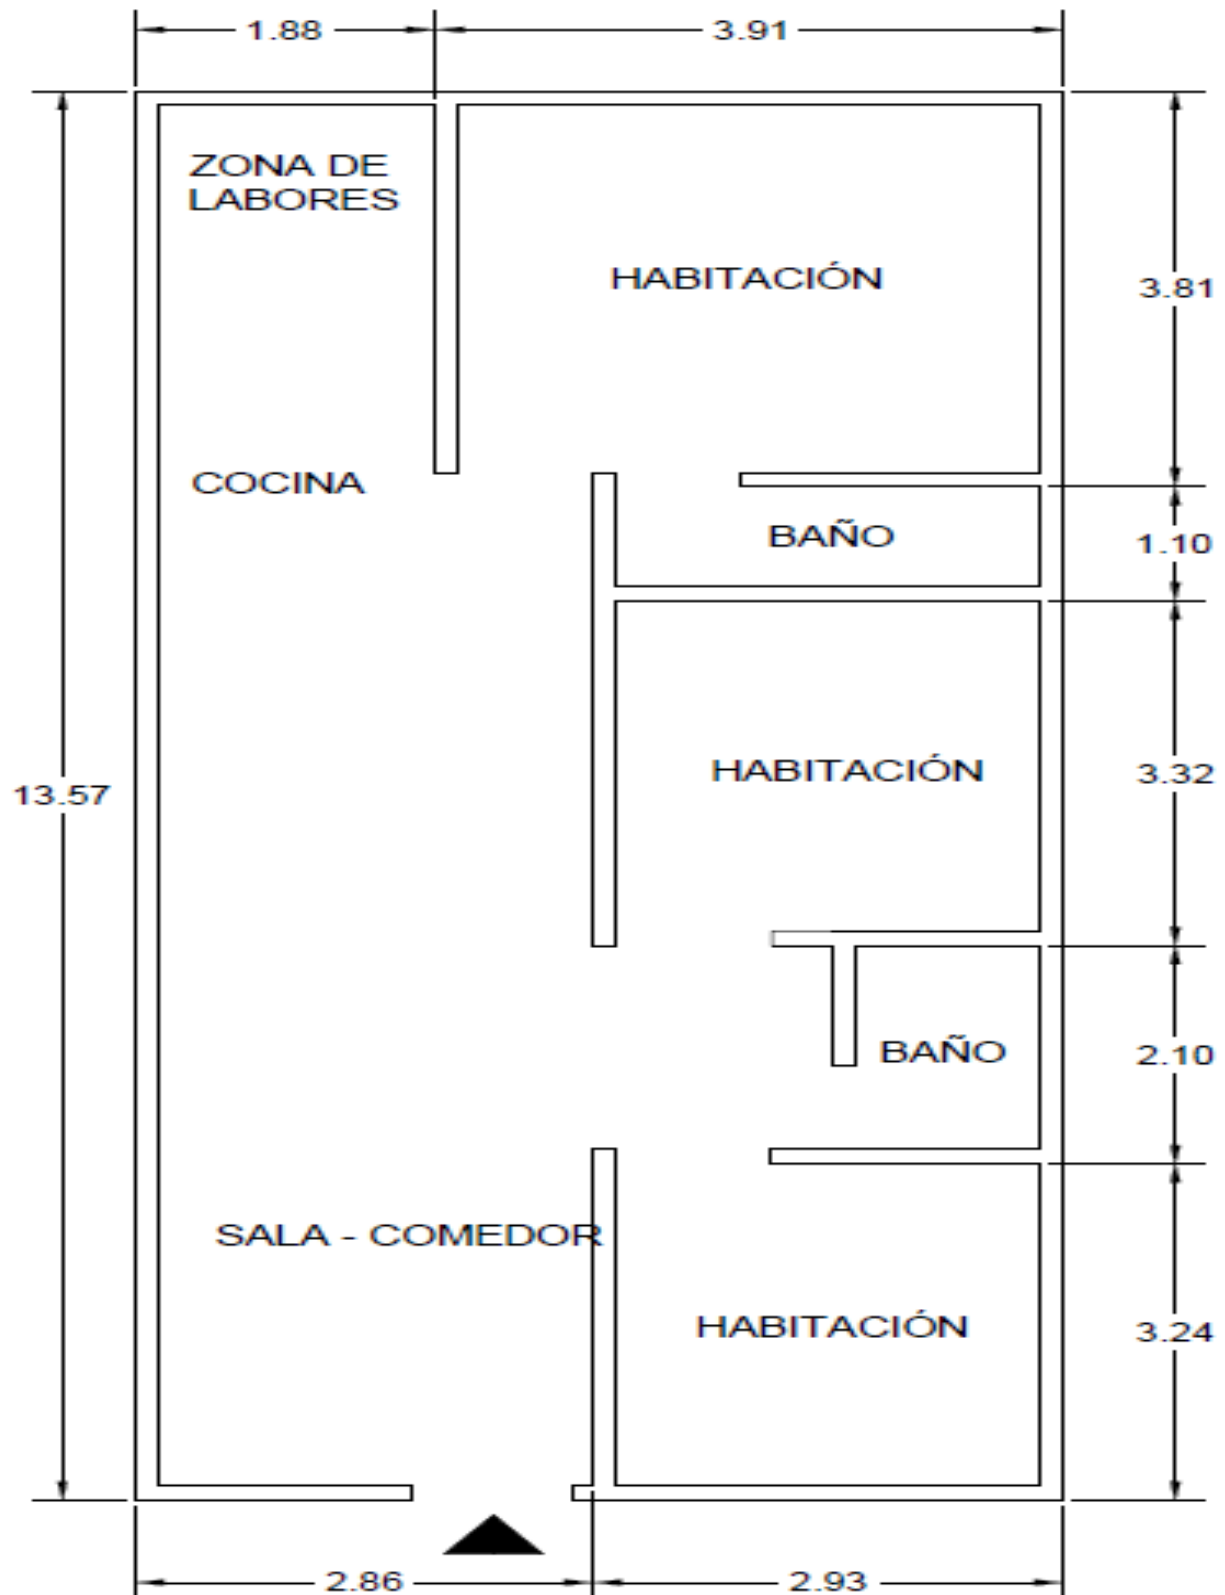 1.88
3.91
ZONA DE
LABORES
HABITACIÓN
3.81
COCINA
BAÑO
1.10
HABITACIÓN
3.32
13.57
BAÑO
2.10
SALA - COMEDOR
HABITACIÓN
3.24
2.86
2.93